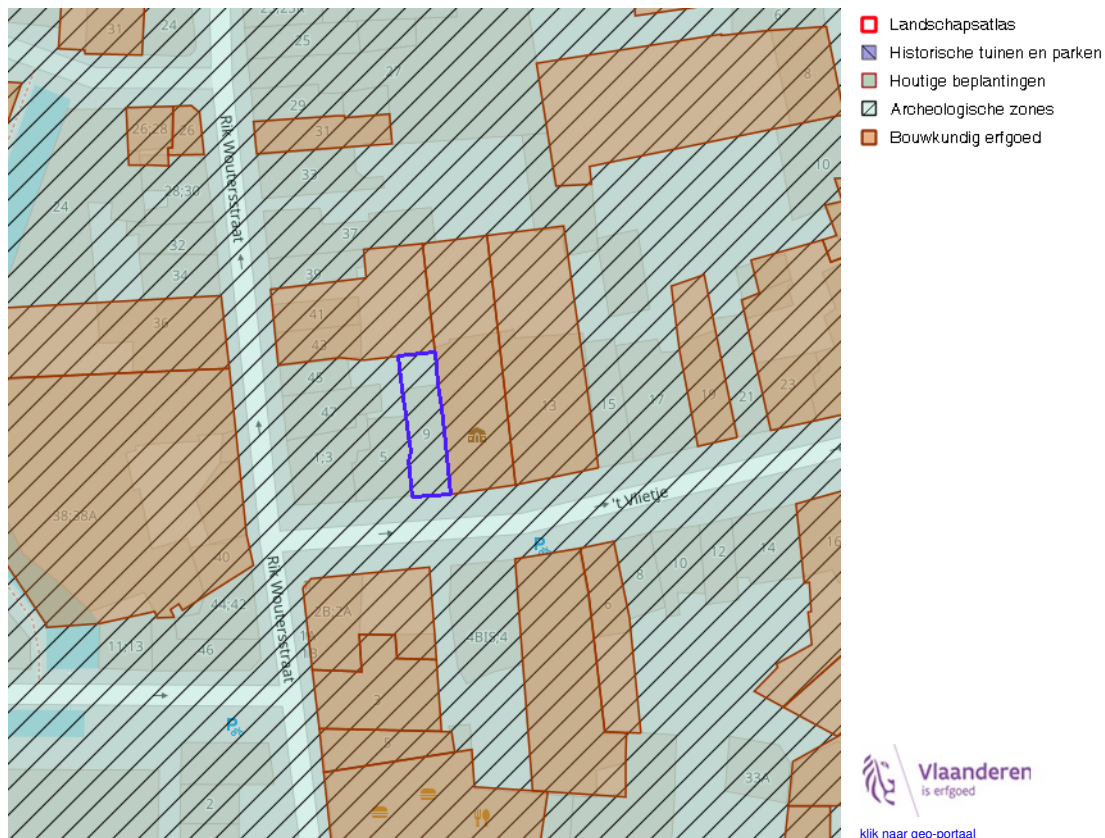 Landschapsatlas
Historische tuinen en parken
Houtige beplantingen
Archeologische zones
Bouwkundig erfgoed
31
24
25
27
6
8
29
26;28
26
31
10
33
28;30
24
Rik Woutersstraat
37
32
34
39
41
36
43
45
47
9
13
15
17
19
21
23
1;3
5
't Vlietje
38;38A
40
P
8
10
12
14
16
44;42
2B;2A
6
4BIS;4
11;13
46
Rik Woutersstraat
3
P
5
33A
2
Vlaanderen
is erfgoed
klik naar geo-portaal